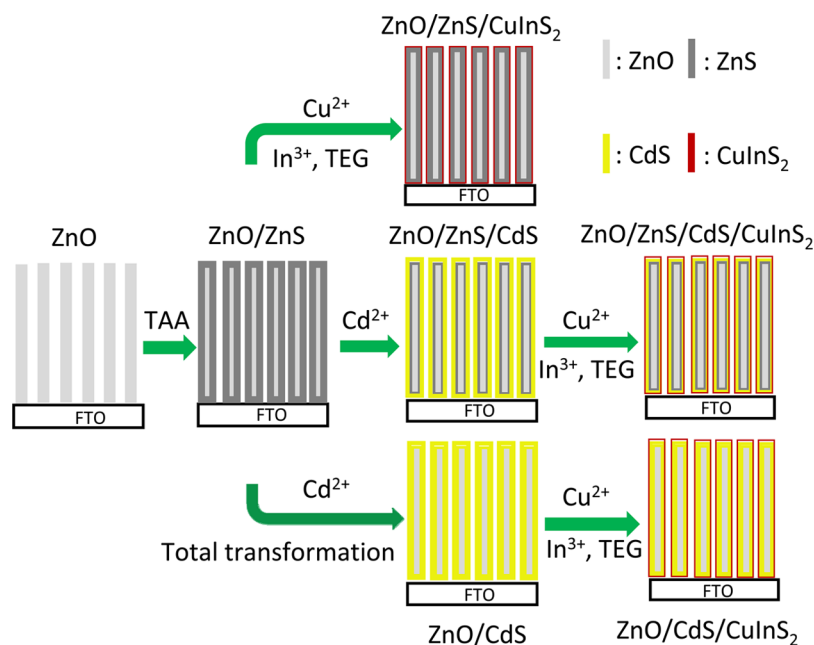 ZnO/ZnS/CuInS₂
: ZnO
: ZnS
Cu²⁺
In³⁺, TEG
: CdS
: CuInS₂
FTO
ZnO
ZnO/ZnS
ZnO/ZnS/CdS
ZnO/ZnS/CdS/CuInS₂
TAA
Cd²⁺
Cu²⁺
In³⁺, TEG
FTO
FTO
FTO
FTO
Cd²⁺
Total transformation
Cu²⁺
In³⁺, TEG
FTO
FTO
ZnO/CdS
ZnO/CdS/CuInS₂